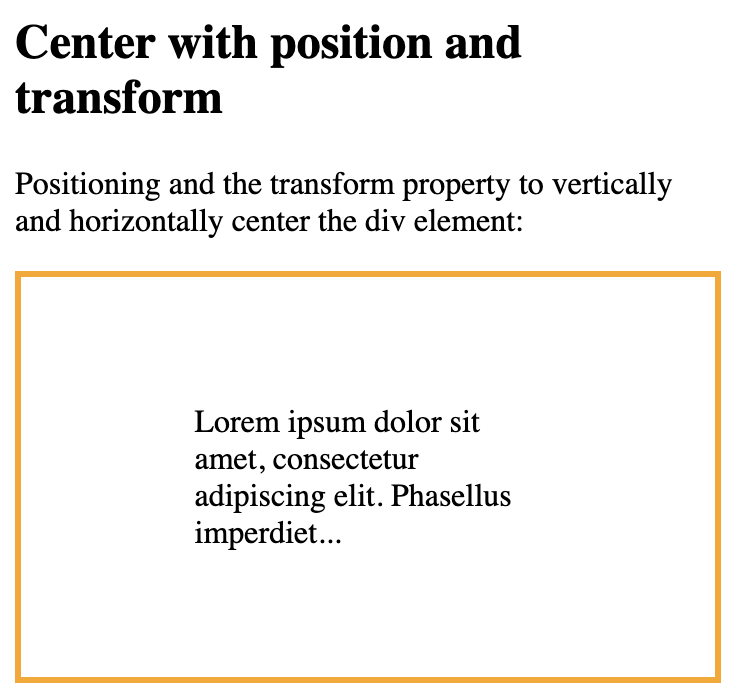 Center with position and
transform
Positioning and the transform property to vertically
and horizontally center the div element:
Lorem ipsum dolor sit
amet, consectetur
adipiscing elit. Phasellus
imperdiet...